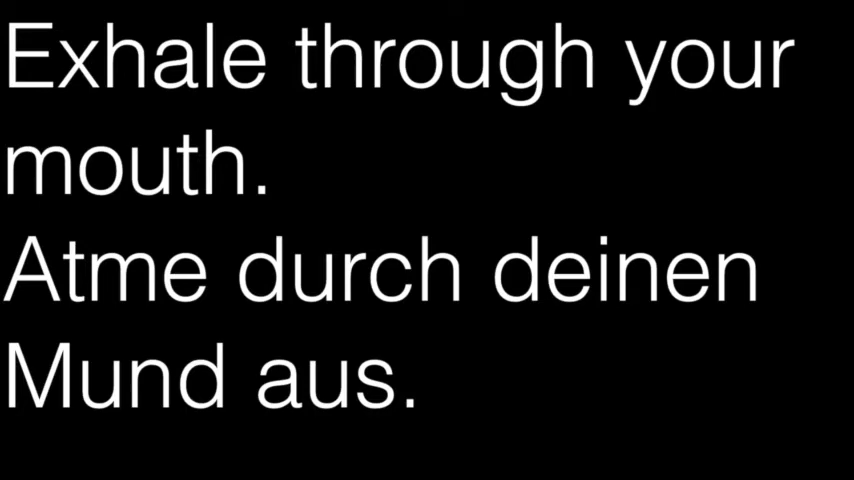 Exhale through your
mouth.
Atme durch deinen
Mund aus.